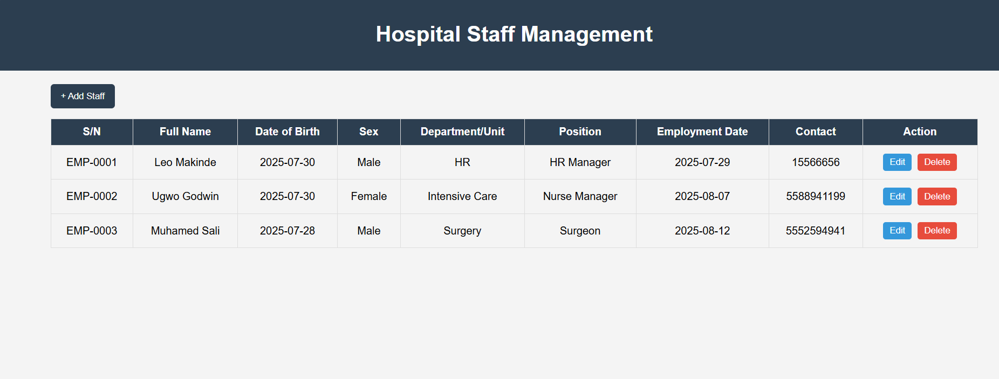 Hospital Staff Management
+ Add Staff
S/N Full Name Date of Birth Sex Department/Unit Position Employment Date Contact Action
EMP-0001 Leo Makinde 2025-07-30 Male HR HR Manager 2025-07-29 15566656 Edit Delete
EMP-0002 Ugwo Godwin 2025-07-30 Female Intensive Care Nurse Manager 2025-08-07 5588941199 Edit Delete
EMP-0003 Muhamed Sali 2025-07-28 Male Surgery Surgeon 2025-08-12 5552594941 Edit Delete